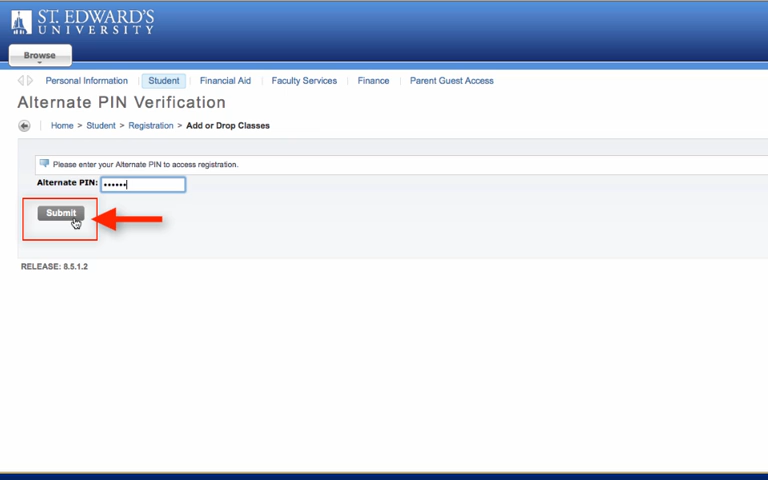 ST. EDWARD'S
UNIVERSITY
Browse
Personal Information
Student
Financial Aid
Faculty Services
Finance
Parent Guest Access
Alternate PIN Verification
Home > Student > Registration > Add or Drop Classes
Please enter your Alternate PIN to access registration.
Alternate PIN: ••••••
Submit
RELEASE: 8.5.1.2